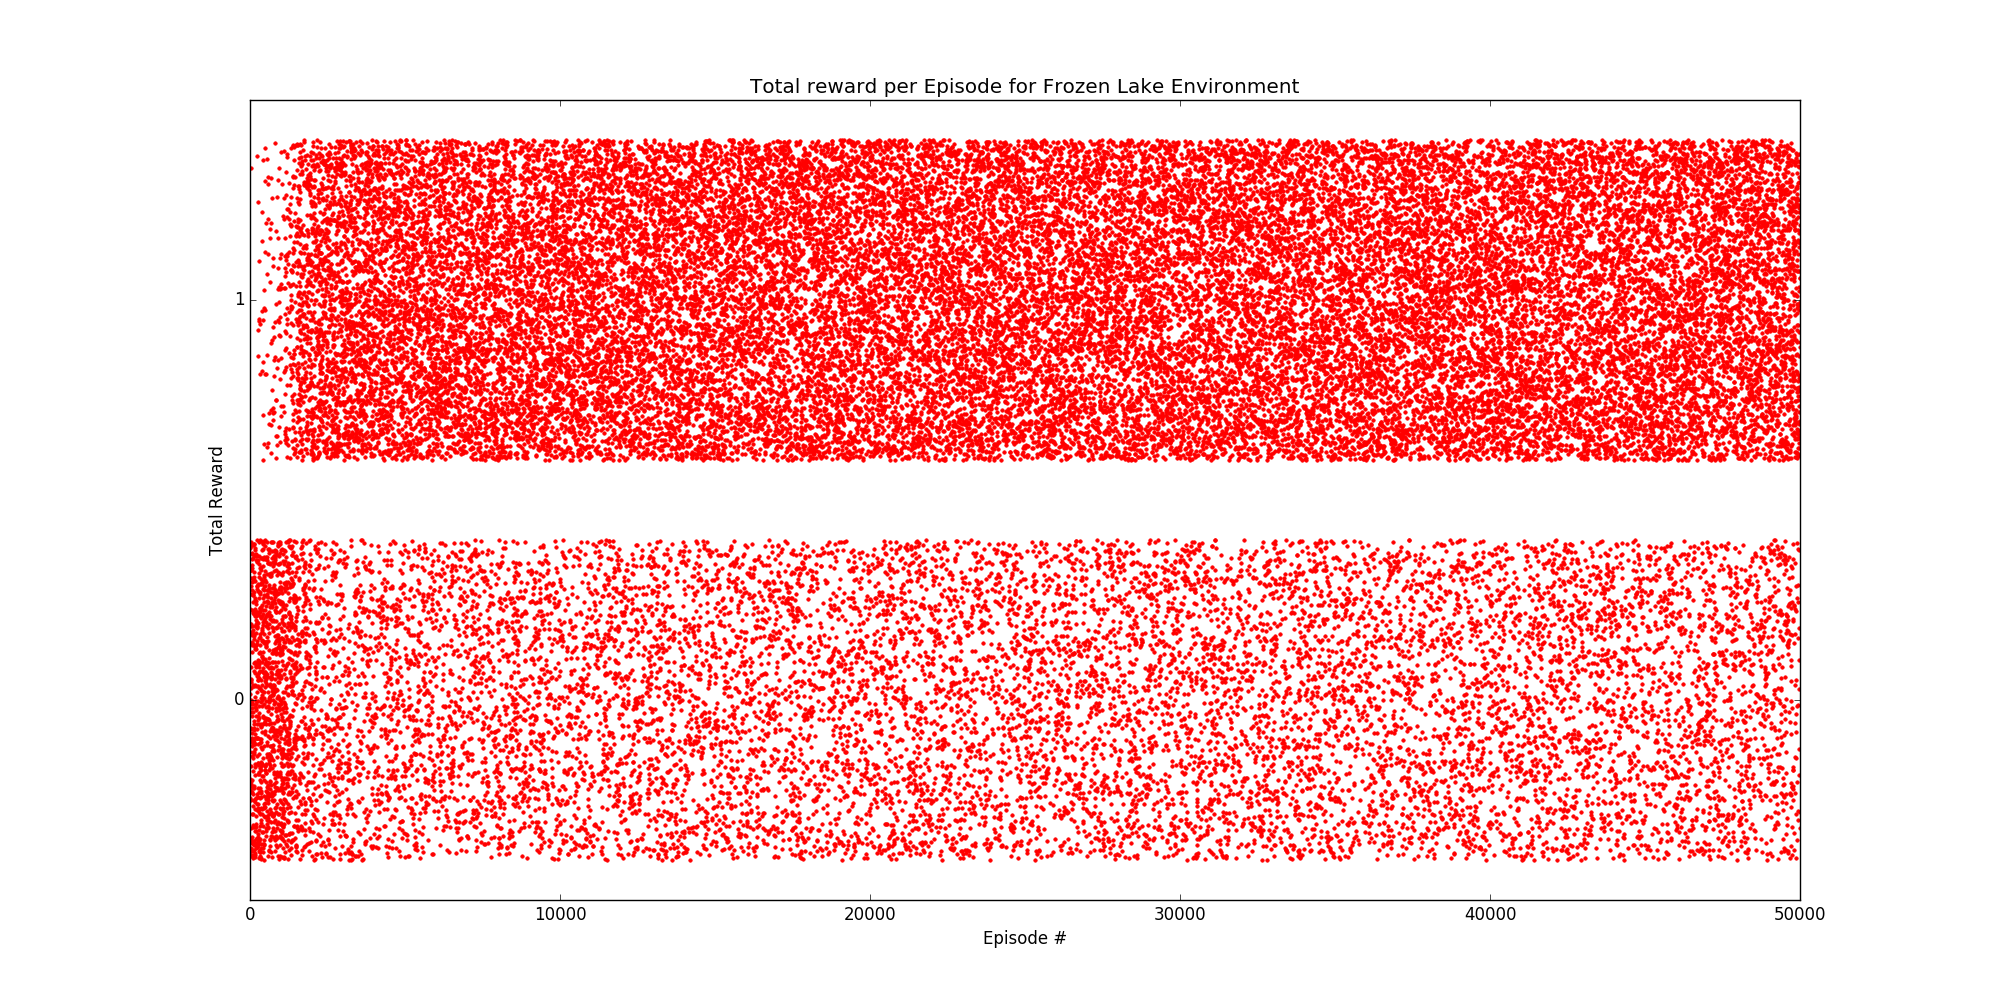 Total reward per Episode for Frozen Lake Environment
1
Total Reward
0
0 10000 20000 30000 40000 50000
Episode #